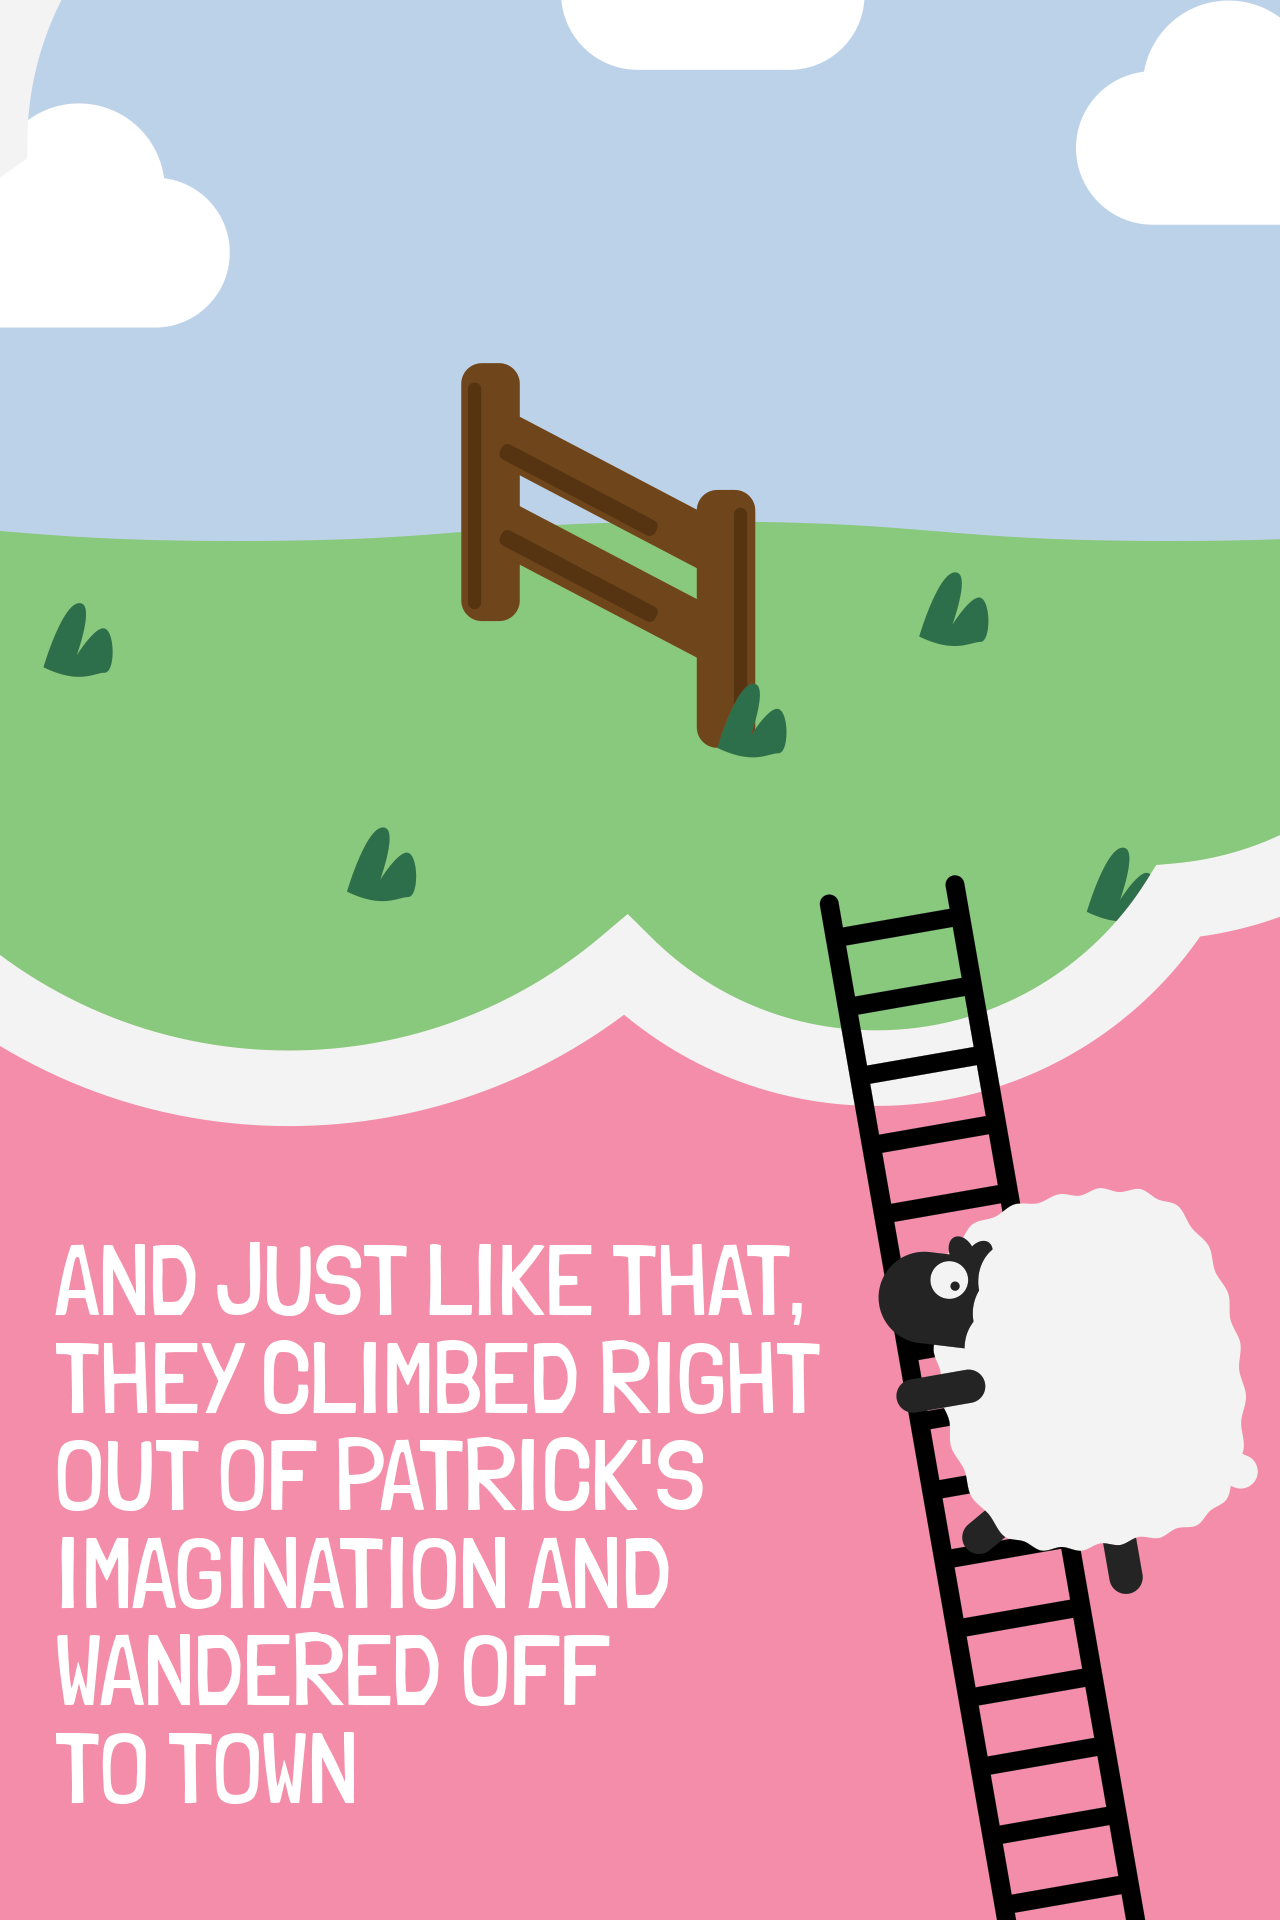 AND JUST LIKE THAT,
THEY CLIMBED RIGHT
OUT OF PATRICK'S
IMAGINATION AND
WANDERED OFF
TO TOWN